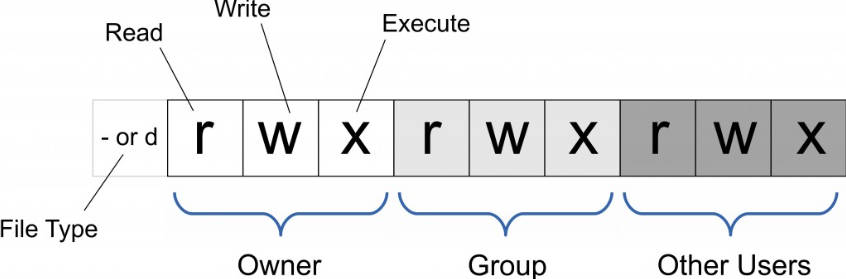 Write
Read
Execute
- or d r w x r w x r w x
File Type
Owner Group Other Users